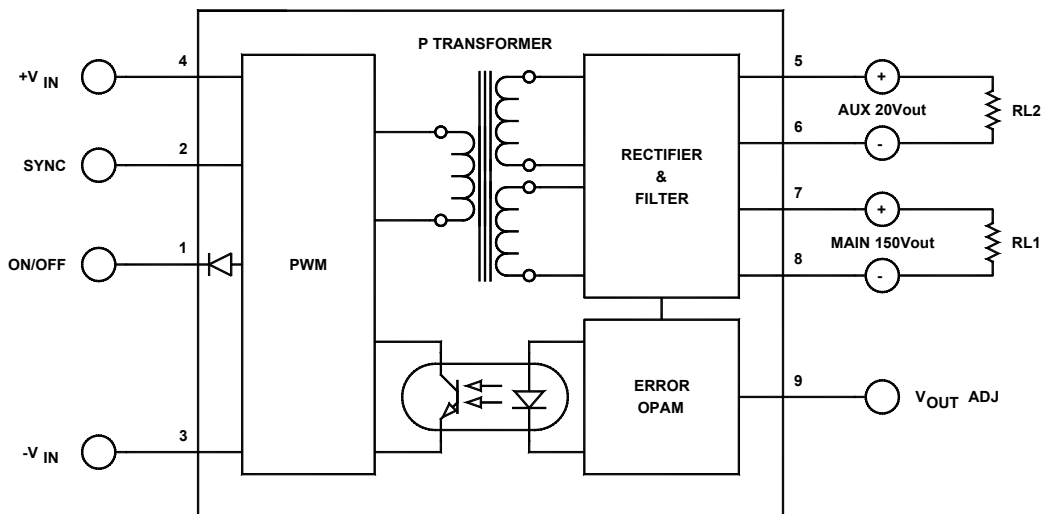 P TRANSFORMER
+V IN
4
SYNC
2
ON/OFF
1
-V IN
3
PWM
RECTIFIER
&
FILTER
ERROR
OPAM
5
AUX 20Vout
6
RL2
7
MAIN 150Vout
8
RL1
9
VOUT ADJ
+
-
+
-